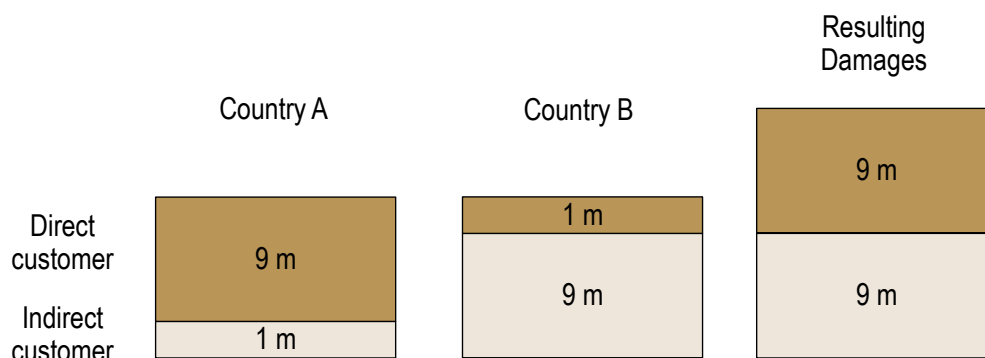 Resulting
Damages
Country A
Country B
9 m
Direct
customer
1 m
9 m
9 m
9 m
Indirect
customer
1 m